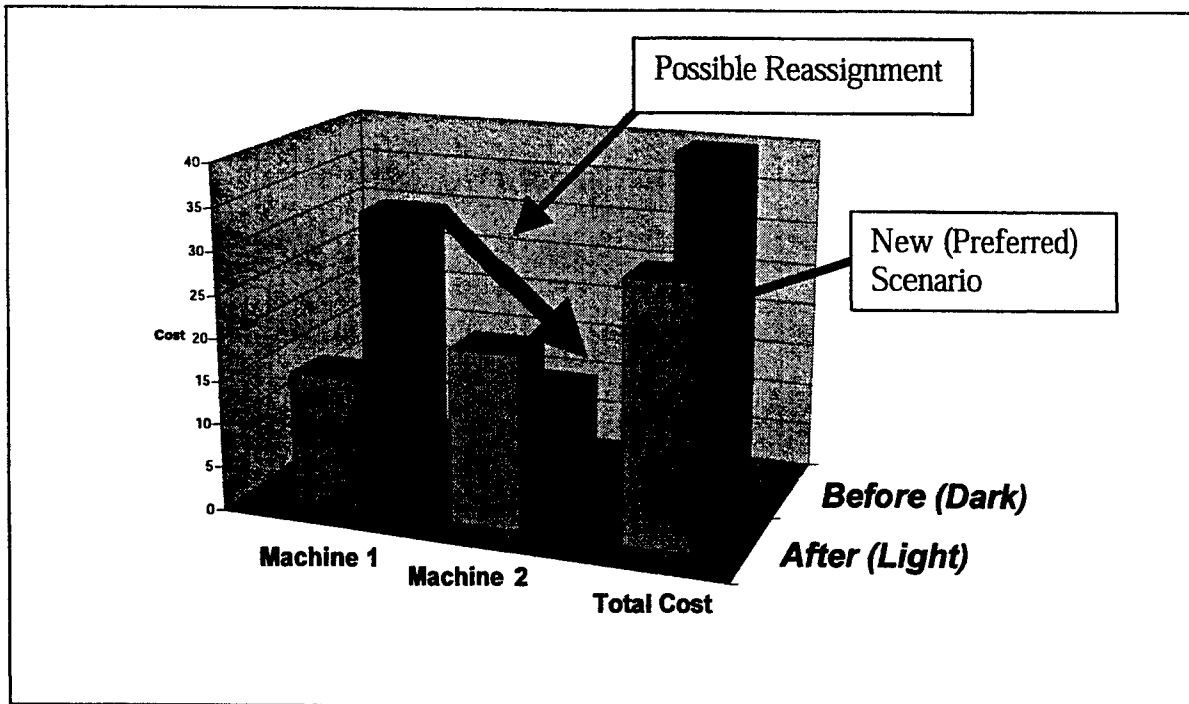 Possible Reassignment
New (Preferred)
Scenario
40
35
30
25
Cost
20
15
10
5
0
Machine 1
Machine 2
Total Cost
Before (Dark)
After (Light)